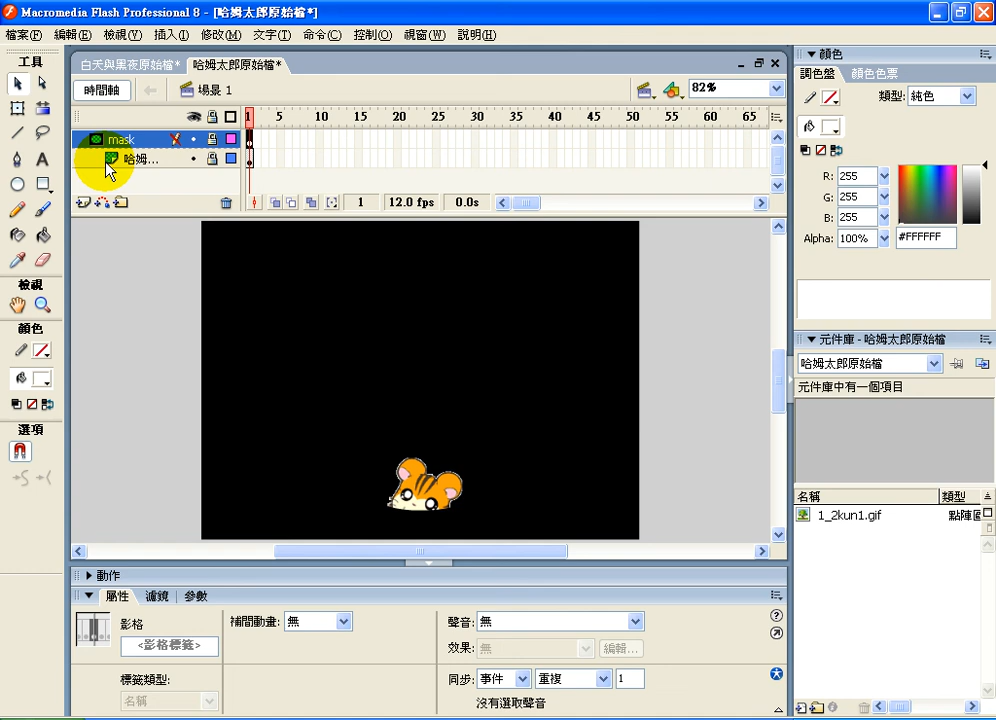 Macromedia Flash Professional 8 - [哈姆太郎原始檔*]
檔案(F) 編輯(E) 檢視(V) 插入(I) 修改(M) 文字(T) 命令(C) 控制(O) 視窗(W) 說明(H)
工具
白天與黑夜原始檔* 哈姆太郎原始檔*
時間軸 場景 1 82%
1 5 10 15 20 25 30 35 40 45 50 55 60 65
mask
哈姆...
1 12.0 fps 0.0s
檢視
顏色
選項
動作
屬性 濾鏡 參數
影格
<影格標籤>
標籤類型:
名稱
補間動畫: 無
聲音: 無
效果: 無 編輯...
同步: 事件 重複 1
沒有選取聲音
顏色
調色盤 顏色色票
類型: 純色
R: 255
G: 255
B: 255
Alpha: 100% #FFFFFF
元件庫 - 哈姆太郎原始檔
哈姆太郎原始檔
元件庫中有一個項目
名稱 類型
1_2kun1.gif 點陣圖